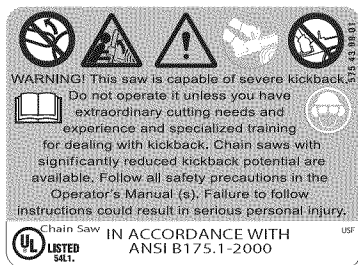 WARNING! This saw is capable of severe kickback.
Do not operate it unless you have
extraordinary cutting needs and
experience and specialized training
for dealing with kickback. Chain saws with
significantly reduced kickback potential are
available. Follow all safety precautions in the
Operator's Manual (s). Failure to follow
instructions could result in serious personal injury.
575 43 98-01
Chain Saw
UL LISTED
54L1.
IN ACCORDANCE WITH
ANSI B175.1-2000
USF